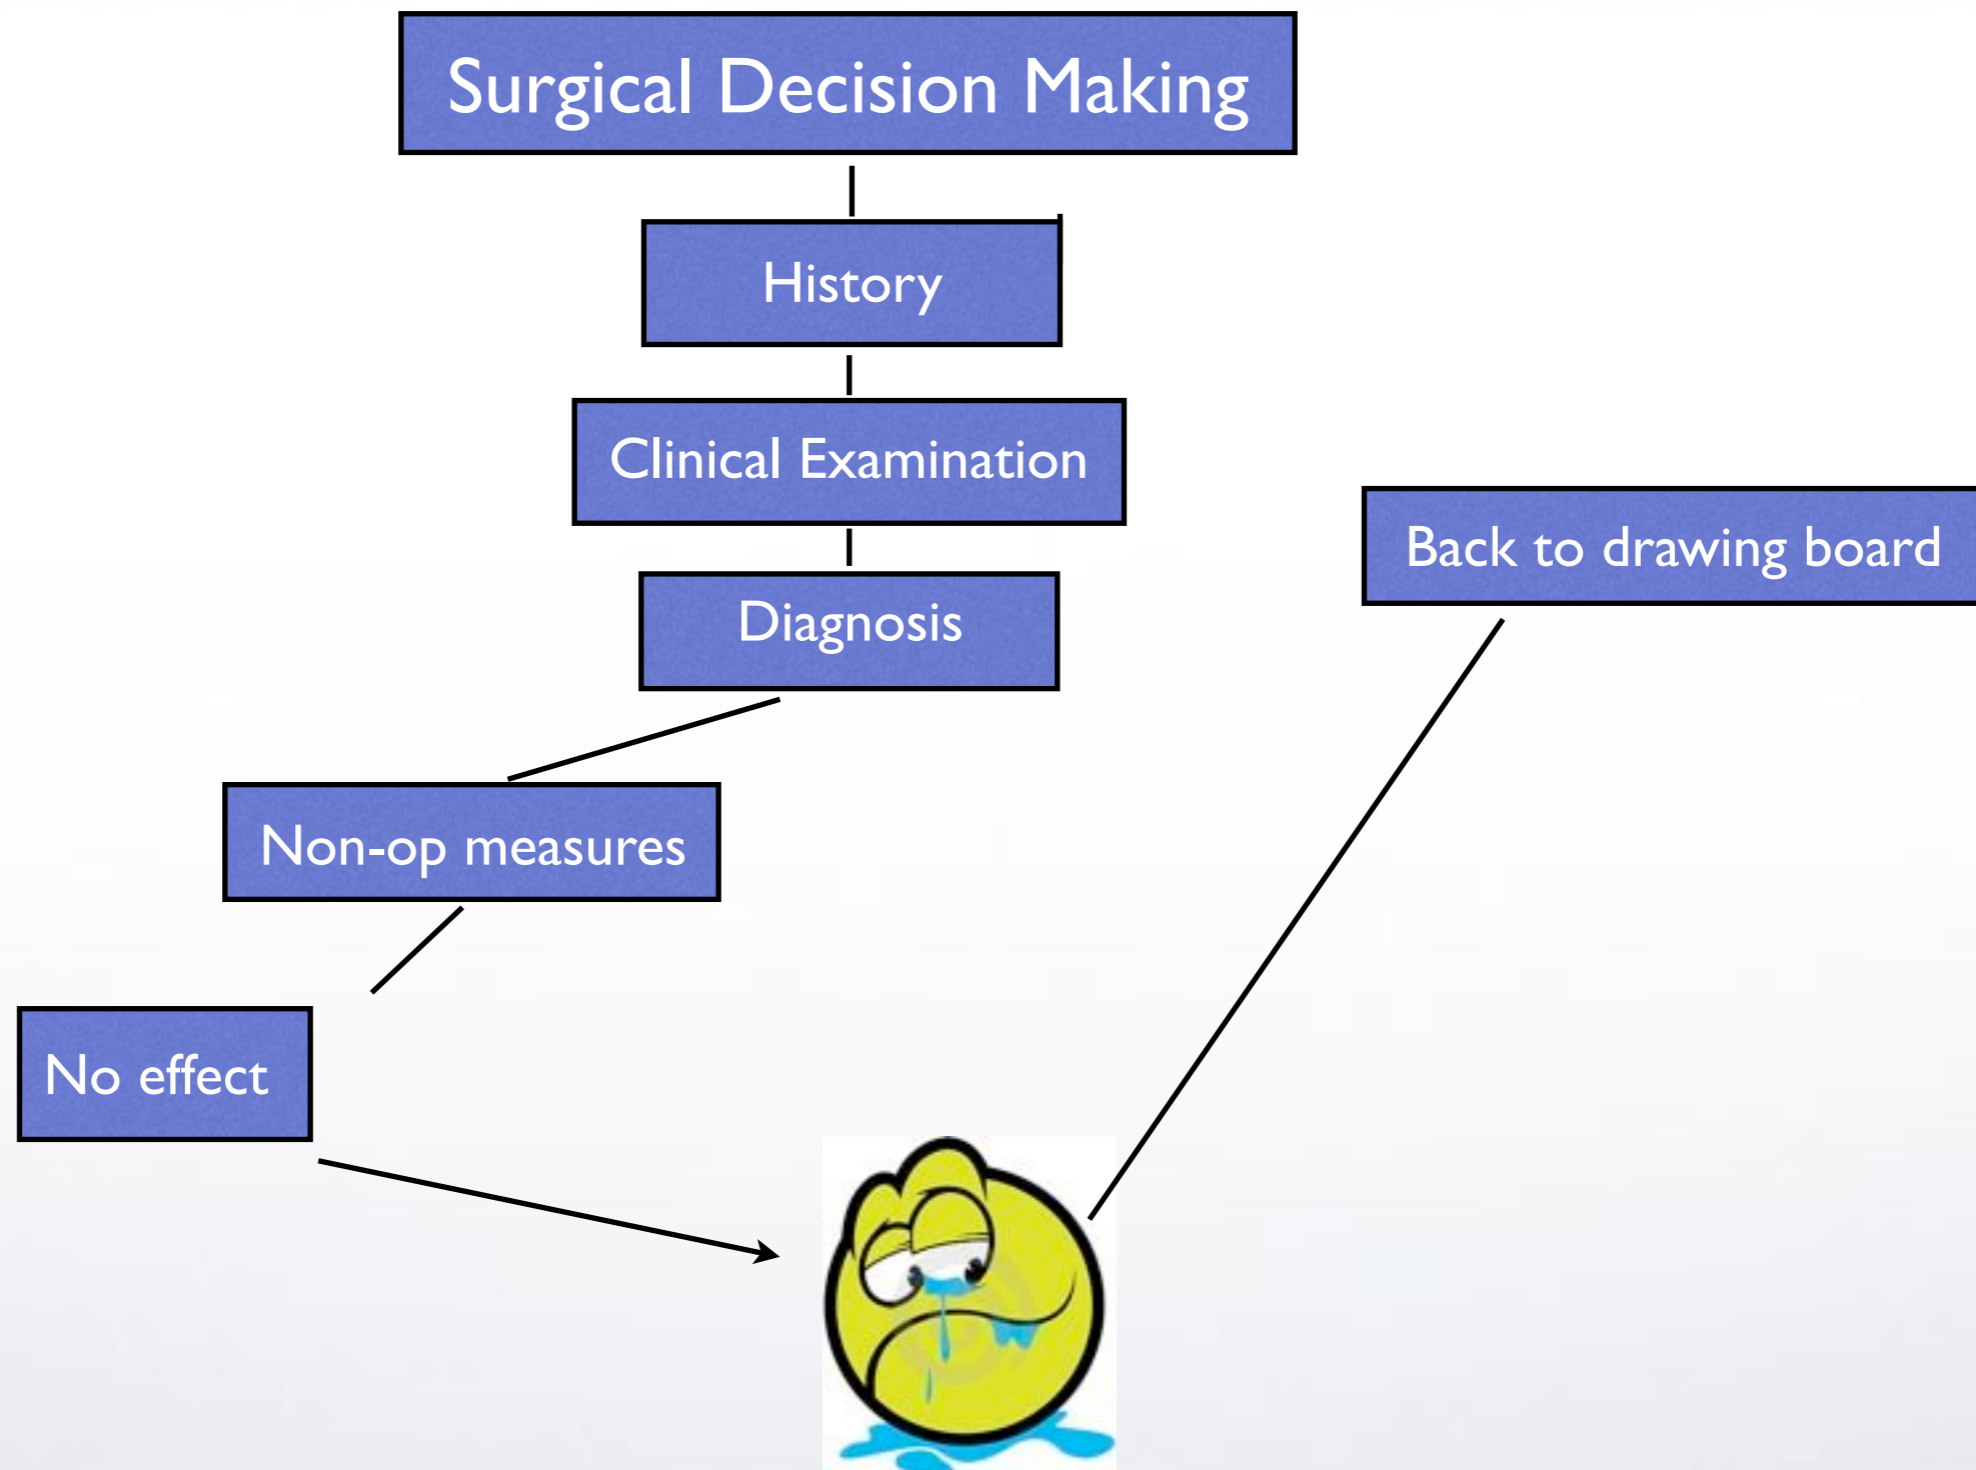 Surgical Decision Making
History
Clinical Examination
Back to drawing board
Diagnosis
Non-op measures
No effect